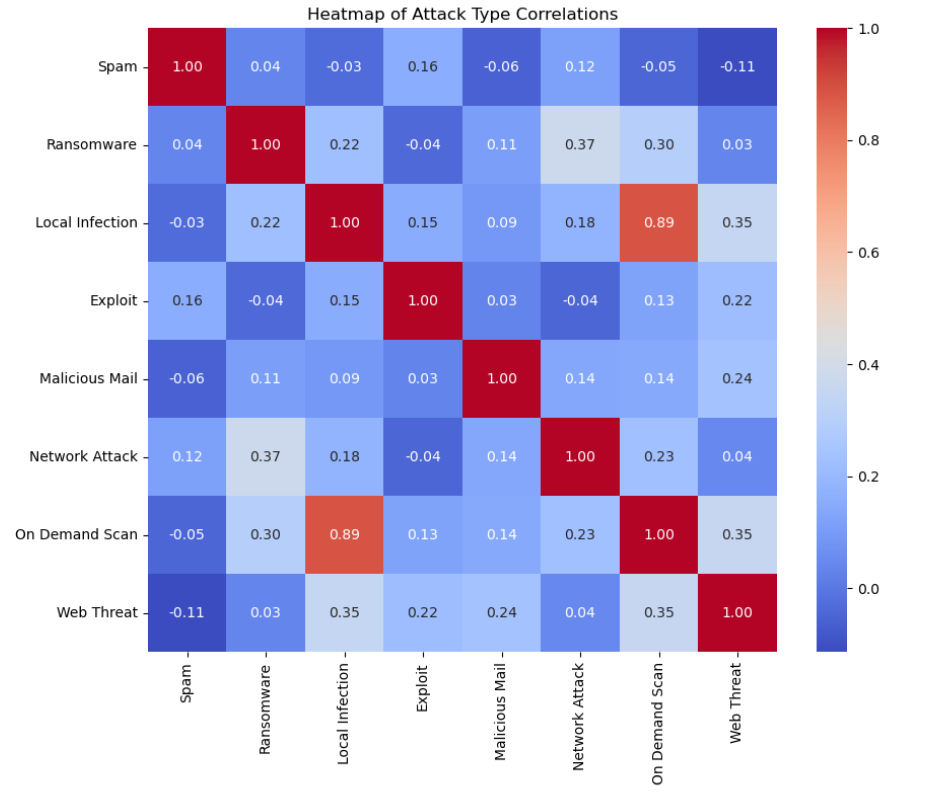 Heatmap of Attack Type Correlations
Spam 1.00 0.04 -0.03 0.16 -0.06 0.12 -0.05 -0.11
Ransomware 0.04 1.00 0.22 -0.04 0.11 0.37 0.30 0.03
Local Infection -0.03 0.22 1.00 0.15 0.09 0.18 0.89 0.35
Exploit 0.16 -0.04 0.15 1.00 0.03 -0.04 0.13 0.22
Malicious Mail -0.06 0.11 0.09 0.03 1.00 0.14 0.14 0.24
Network Attack 0.12 0.37 0.18 -0.04 0.14 1.00 0.23 0.04
On Demand Scan -0.05 0.30 0.89 0.13 0.14 0.23 1.00 0.35
Web Threat -0.11 0.03 0.35 0.22 0.24 0.04 0.35 1.00
Spam
Ransomware
Local Infection
Exploit
Malicious Mail
Network Attack
On Demand Scan
Web Threat
1.0
0.8
0.6
0.4
0.2
0.0